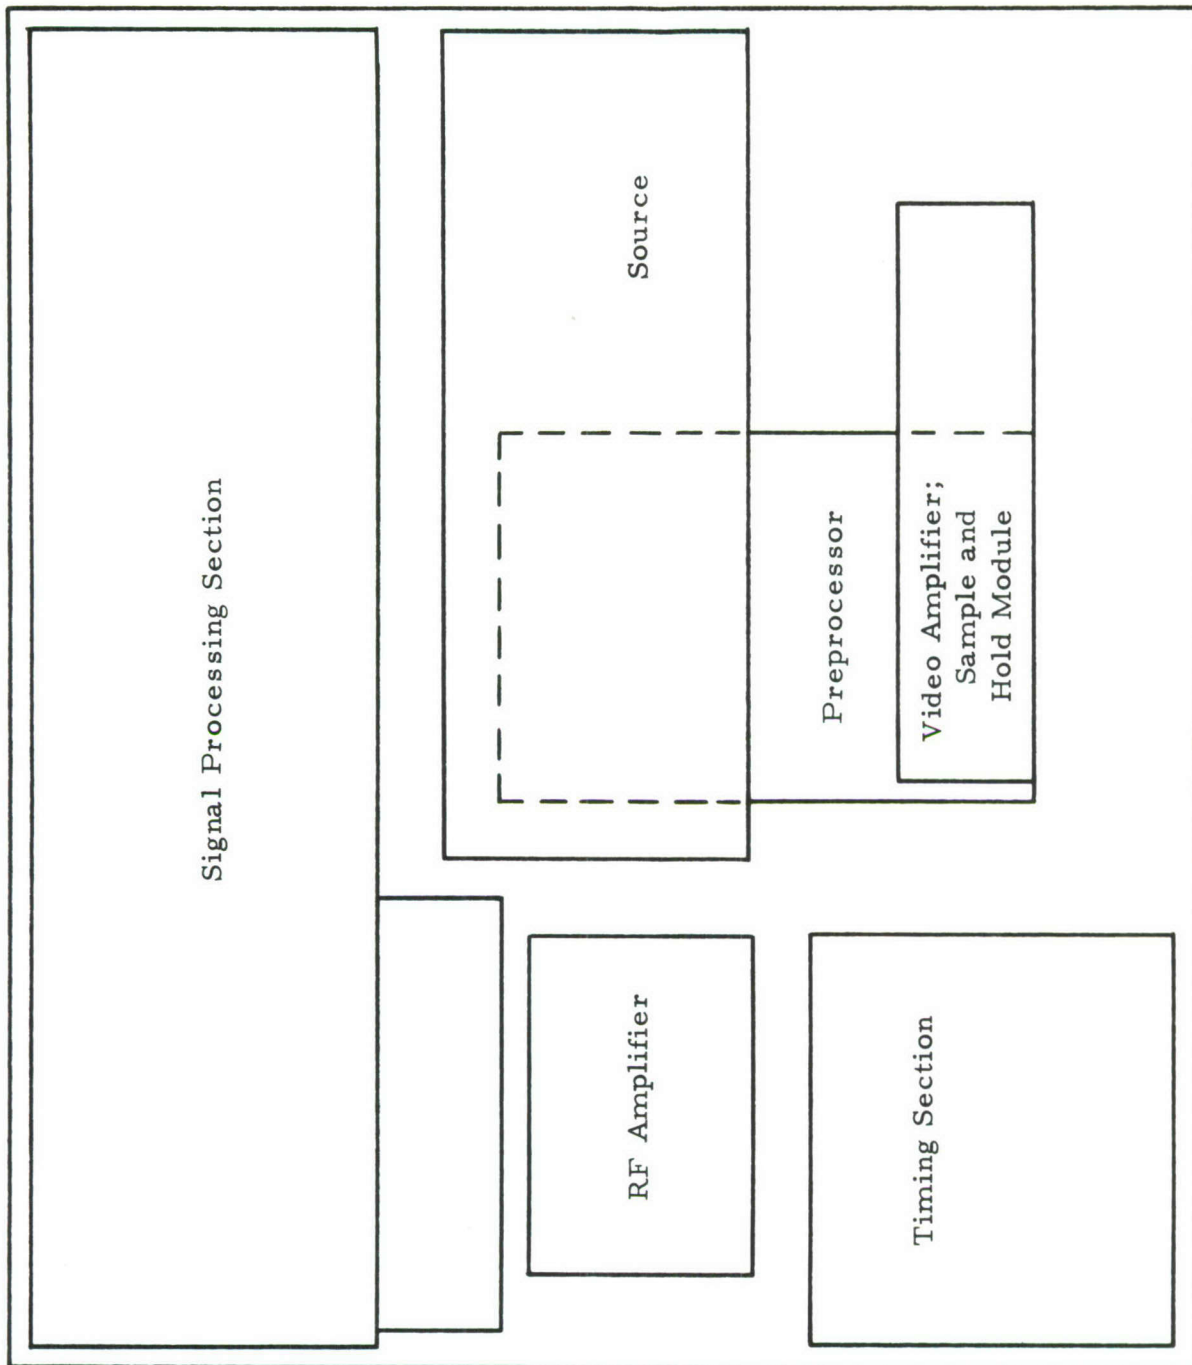 Signal Processing Section
RF Amplifier
Source
Timing Section
Preprocessor
Video Amplifier;
Sample and
Hold Module